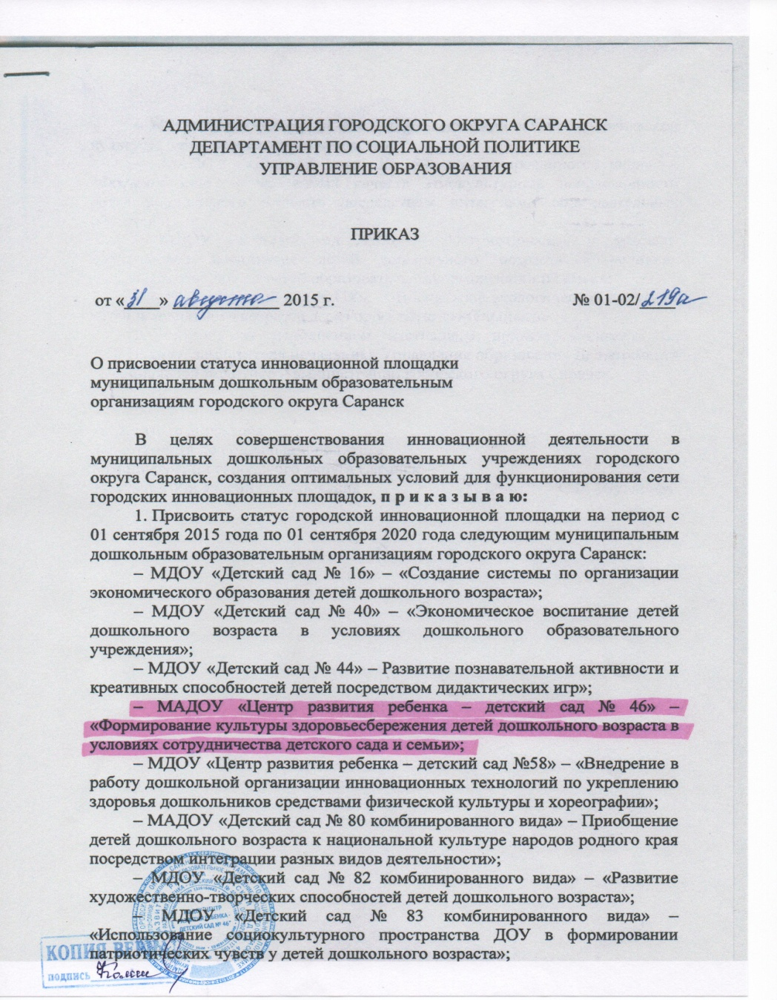 АДМИНИСТРАЦИЯ ГОРОДСКОГО ОКРУГА САРАНСК
ДЕПАРТАМЕНТ ПО СОЦИАЛЬНОЙ ПОЛИТИКЕ
УПРАВЛЕНИЕ ОБРАЗОВАНИЯ
ПРИКАЗ
от «31» августа 2015 г. № 01-02/219а
О присвоении статуса инновационной площадки
муниципальным дошкольным образовательным
организациям городского округа Саранск
В целях совершенствования инновационной деятельности в
муниципальных дошкольных образовательных учреждениях городского
округа Саранск, создания оптимальных условий для функционирования сети
городских инновационных площадок, п р и к а з ы в а ю:
1. Присвоить статус городской инновационной площадки на период с
01 сентября 2015 года по 01 сентября 2020 года следующим муниципальным
дошкольным образовательным организациям городского округа Саранск:
– МДОУ «Детский сад № 16» – «Создание системы по организации
экономического образования детей дошкольного возраста»;
– МДОУ «Детский сад № 40» – «Экономическое воспитание детей
дошкольного возраста в условиях дошкольного образовательного
учреждения»;
– МДОУ «Детский сад № 44» – Развитие познавательной активности и
креативных способностей детей посредством дидактических игр»;
– МАДОУ «Центр развития ребенка – детский сад № 46» –
«Формирование культуры здоровьесбережения детей дошкольного возраста в
условиях сотрудничества детского сада и семьи»;
– МДОУ «Центр развития ребенка – детский сад №58» – «Внедрение в
работу дошкольной организации инновационных технологий по укреплению
здоровья дошкольников средствами физической культуры и хореографии»;
– МАДОУ «Детский сад № 80 комбинированного вида» – Приобщение
детей дошкольного возраста к национальной культуре народов родного края
посредством интеграции разных видов деятельности»;
– МДОУ «Детский сад № 82 комбинированного вида» – «Развитие
художественно-творческих способностей детей дошкольного возраста»;
– МДОУ «Детский сад № 83 комбинированного вида» –
«Использование социокультурного пространства ДОУ в формировании
патриотических чувств у детей дошкольного возраста»;
ДЕТСКИЙ САД № 46"
КОПИЯ
подпись